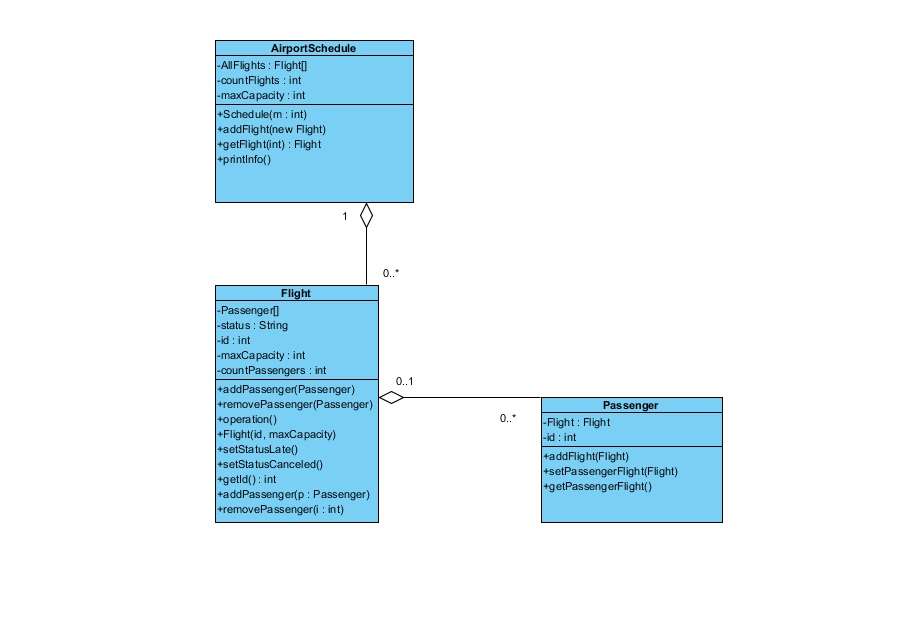 AirportSchedule
-AllFlights : Flight[]
-countFlights : int
-maxCapacity : int
+Schedule(m : int)
+addFlight(new Flight)
+getFlight(int) : Flight
+printInfo()
1
0..*
Flight
-Passenger[]
-status : String
-id : int
-maxCapacity : int
-countPassengers : int
+addPassenger(Passenger)
+removePassenger(Passenger)
+operation()
+Flight(id, maxCapacity)
+setStatusLate()
+setStatusCanceled()
+getId() : int
+addPassenger(p : Passenger)
+removePassenger(i : int)
0..1
0..*
Passenger
-Flight : Flight
-id : int
+addFlight(Flight)
+setPassengerFlight(Flight)
+getPassengerFlight()